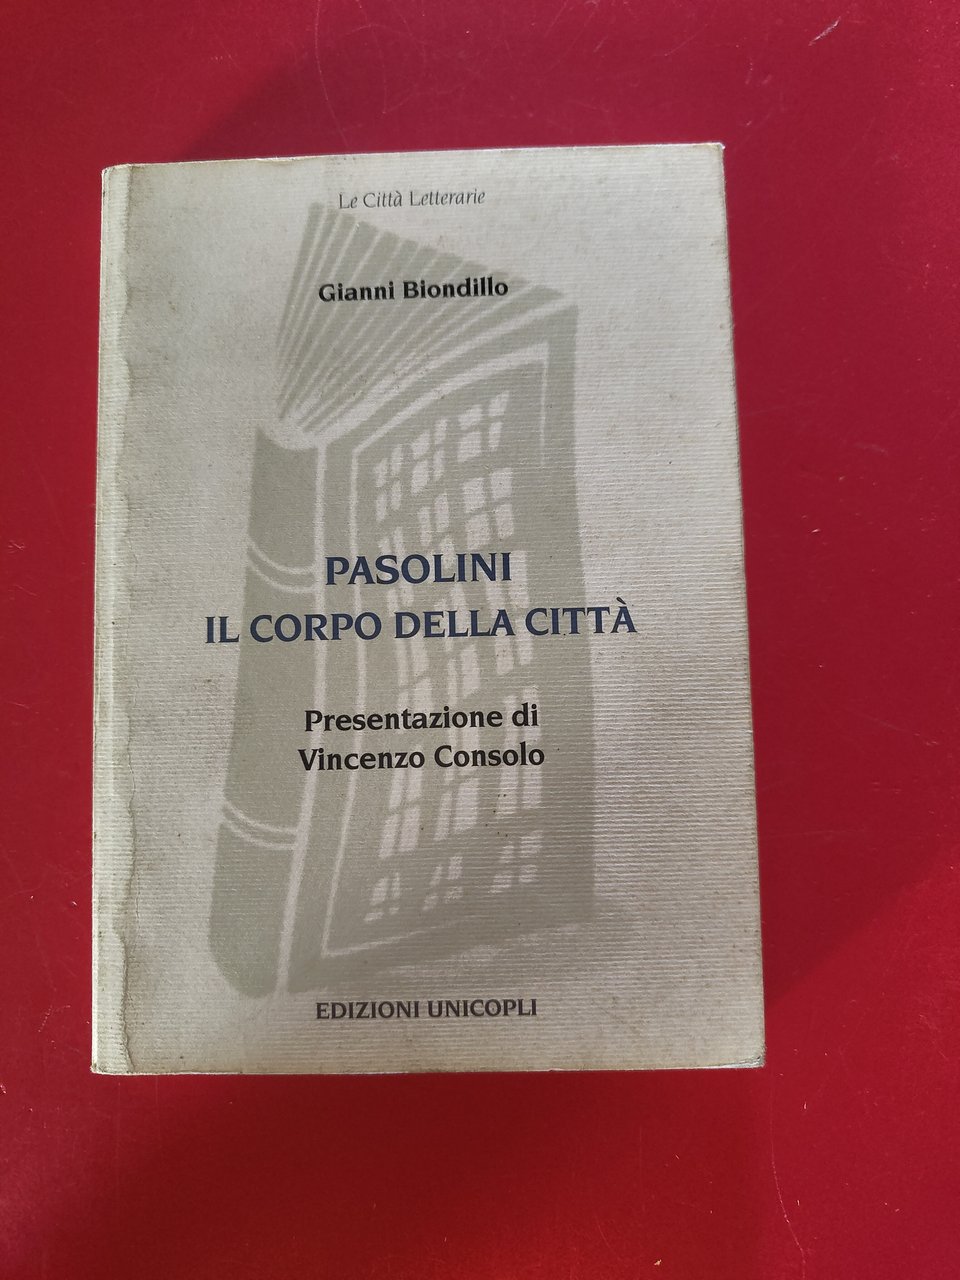 Le Città Letterarie
Gianni Biondillo
PASOLINI
IL CORPO DELLA CITTÀ
Presentazione di
Vincenzo Consolo
EDIZIONI UNICOPLI